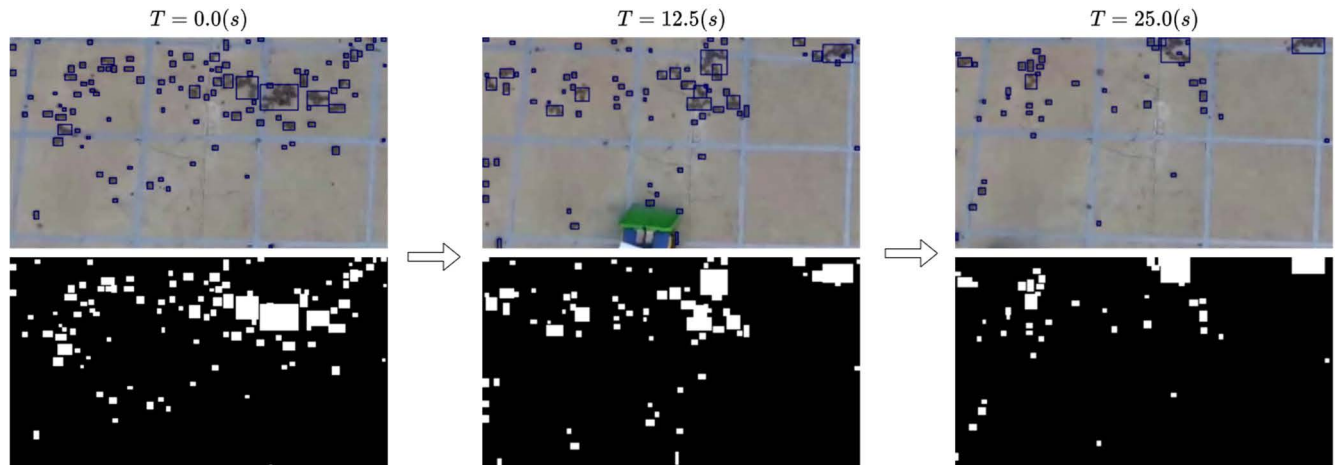 T = 0.0(s)
T = 12.5(s)
T = 25.0(s)